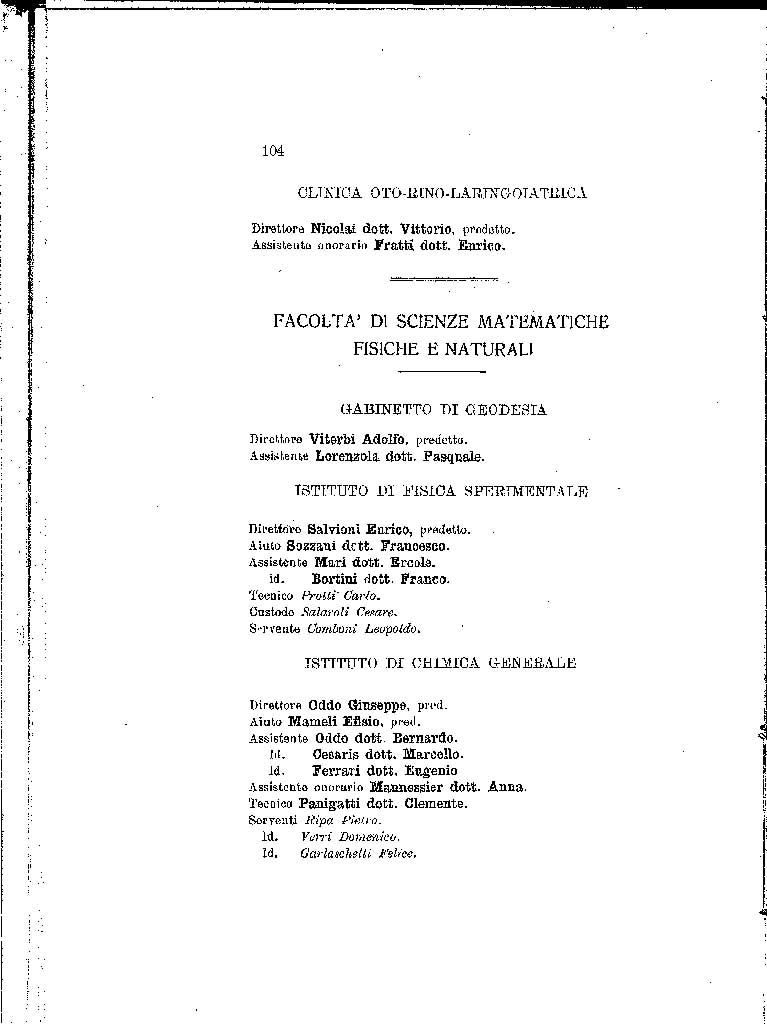 104
CLINICA OTO-RINO-LARINGOIATRICA
Direttore Nicolai dott. Vittorio, predetto.
Assistente onorario Fratti dott. Enrico.
FACOLTA' DI SCIENZE MATEMATICHE
FISICHE E NATURALI
GABINETTO DI GEODESIA
Direttore Viterbi Adolfo, predetto.
Assistente Lorenzola dott. Pasquale.
ISTITUTO DI FISICA SPERIMENTALE
Direttore Salvioni Enrico, predetto.
Aiuto Sozzani dott. Francesco.
Assistente Mari dott. Ercole.
id. Bortini dott. Franco.
Tecnico Protti Carlo.
Custode Salaroli Cesare.
Servente Comboni Leopoldo.
ISTITUTO DI CHIMICA GENERALE
Direttore Oddo Giuseppe, pred.
Aiuto Mameli Efisio, pred.
Assistente Oddo dott. Bernardo.
Id. Cesaris dott. Marcello.
Id. Ferrari dott. Eugenio
Assistente onorario Mannessier dott. Anna.
Tecnico Panigatti dott. Clemente.
Serventi Ripa Pietro.
Id. Verri Domenico.
Id. Garlaschelli Felice.